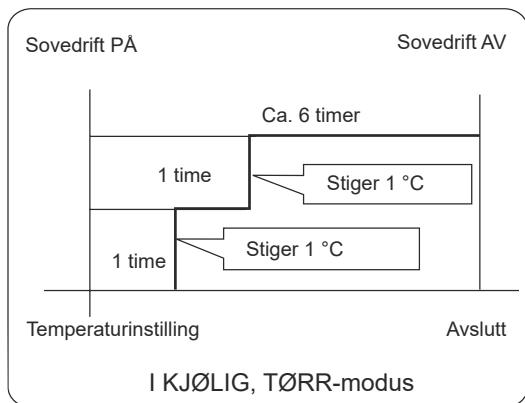 Sovedrift PÅ
Sovedrift AV
Ca. 6 timer
1 time
Stiger 1 °C
1 time
Stiger 1 °C
Temperaturinstilling
Avslutt
I KJØLIG, TØRR-modus